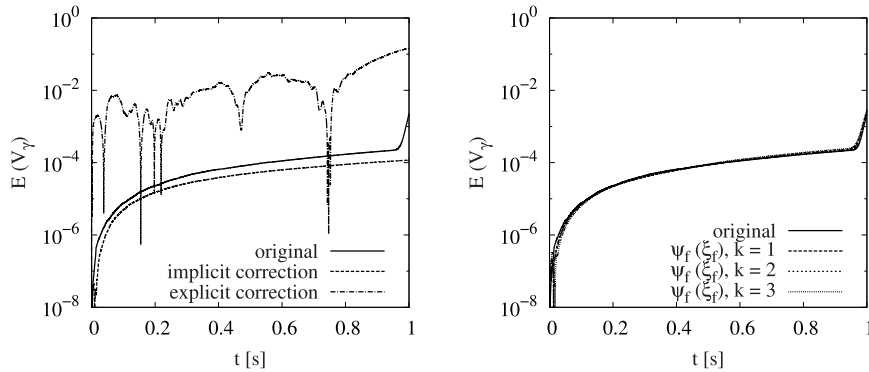 10^0
10^-2
10^-4
10^-6
10^-8
E (V_γ)
original
implicit correction
explicit correction
0 0.2 0.4 0.6 0.8 1
t [s]
10^0
10^-2
10^-4
10^-6
10^-8
E (V_γ)
original
ψ_f (ξ_f), k = 1
ψ_f (ξ_f), k = 2
ψ_f (ξ_f), k = 3
0 0.2 0.4 0.6 0.8 1
t [s]